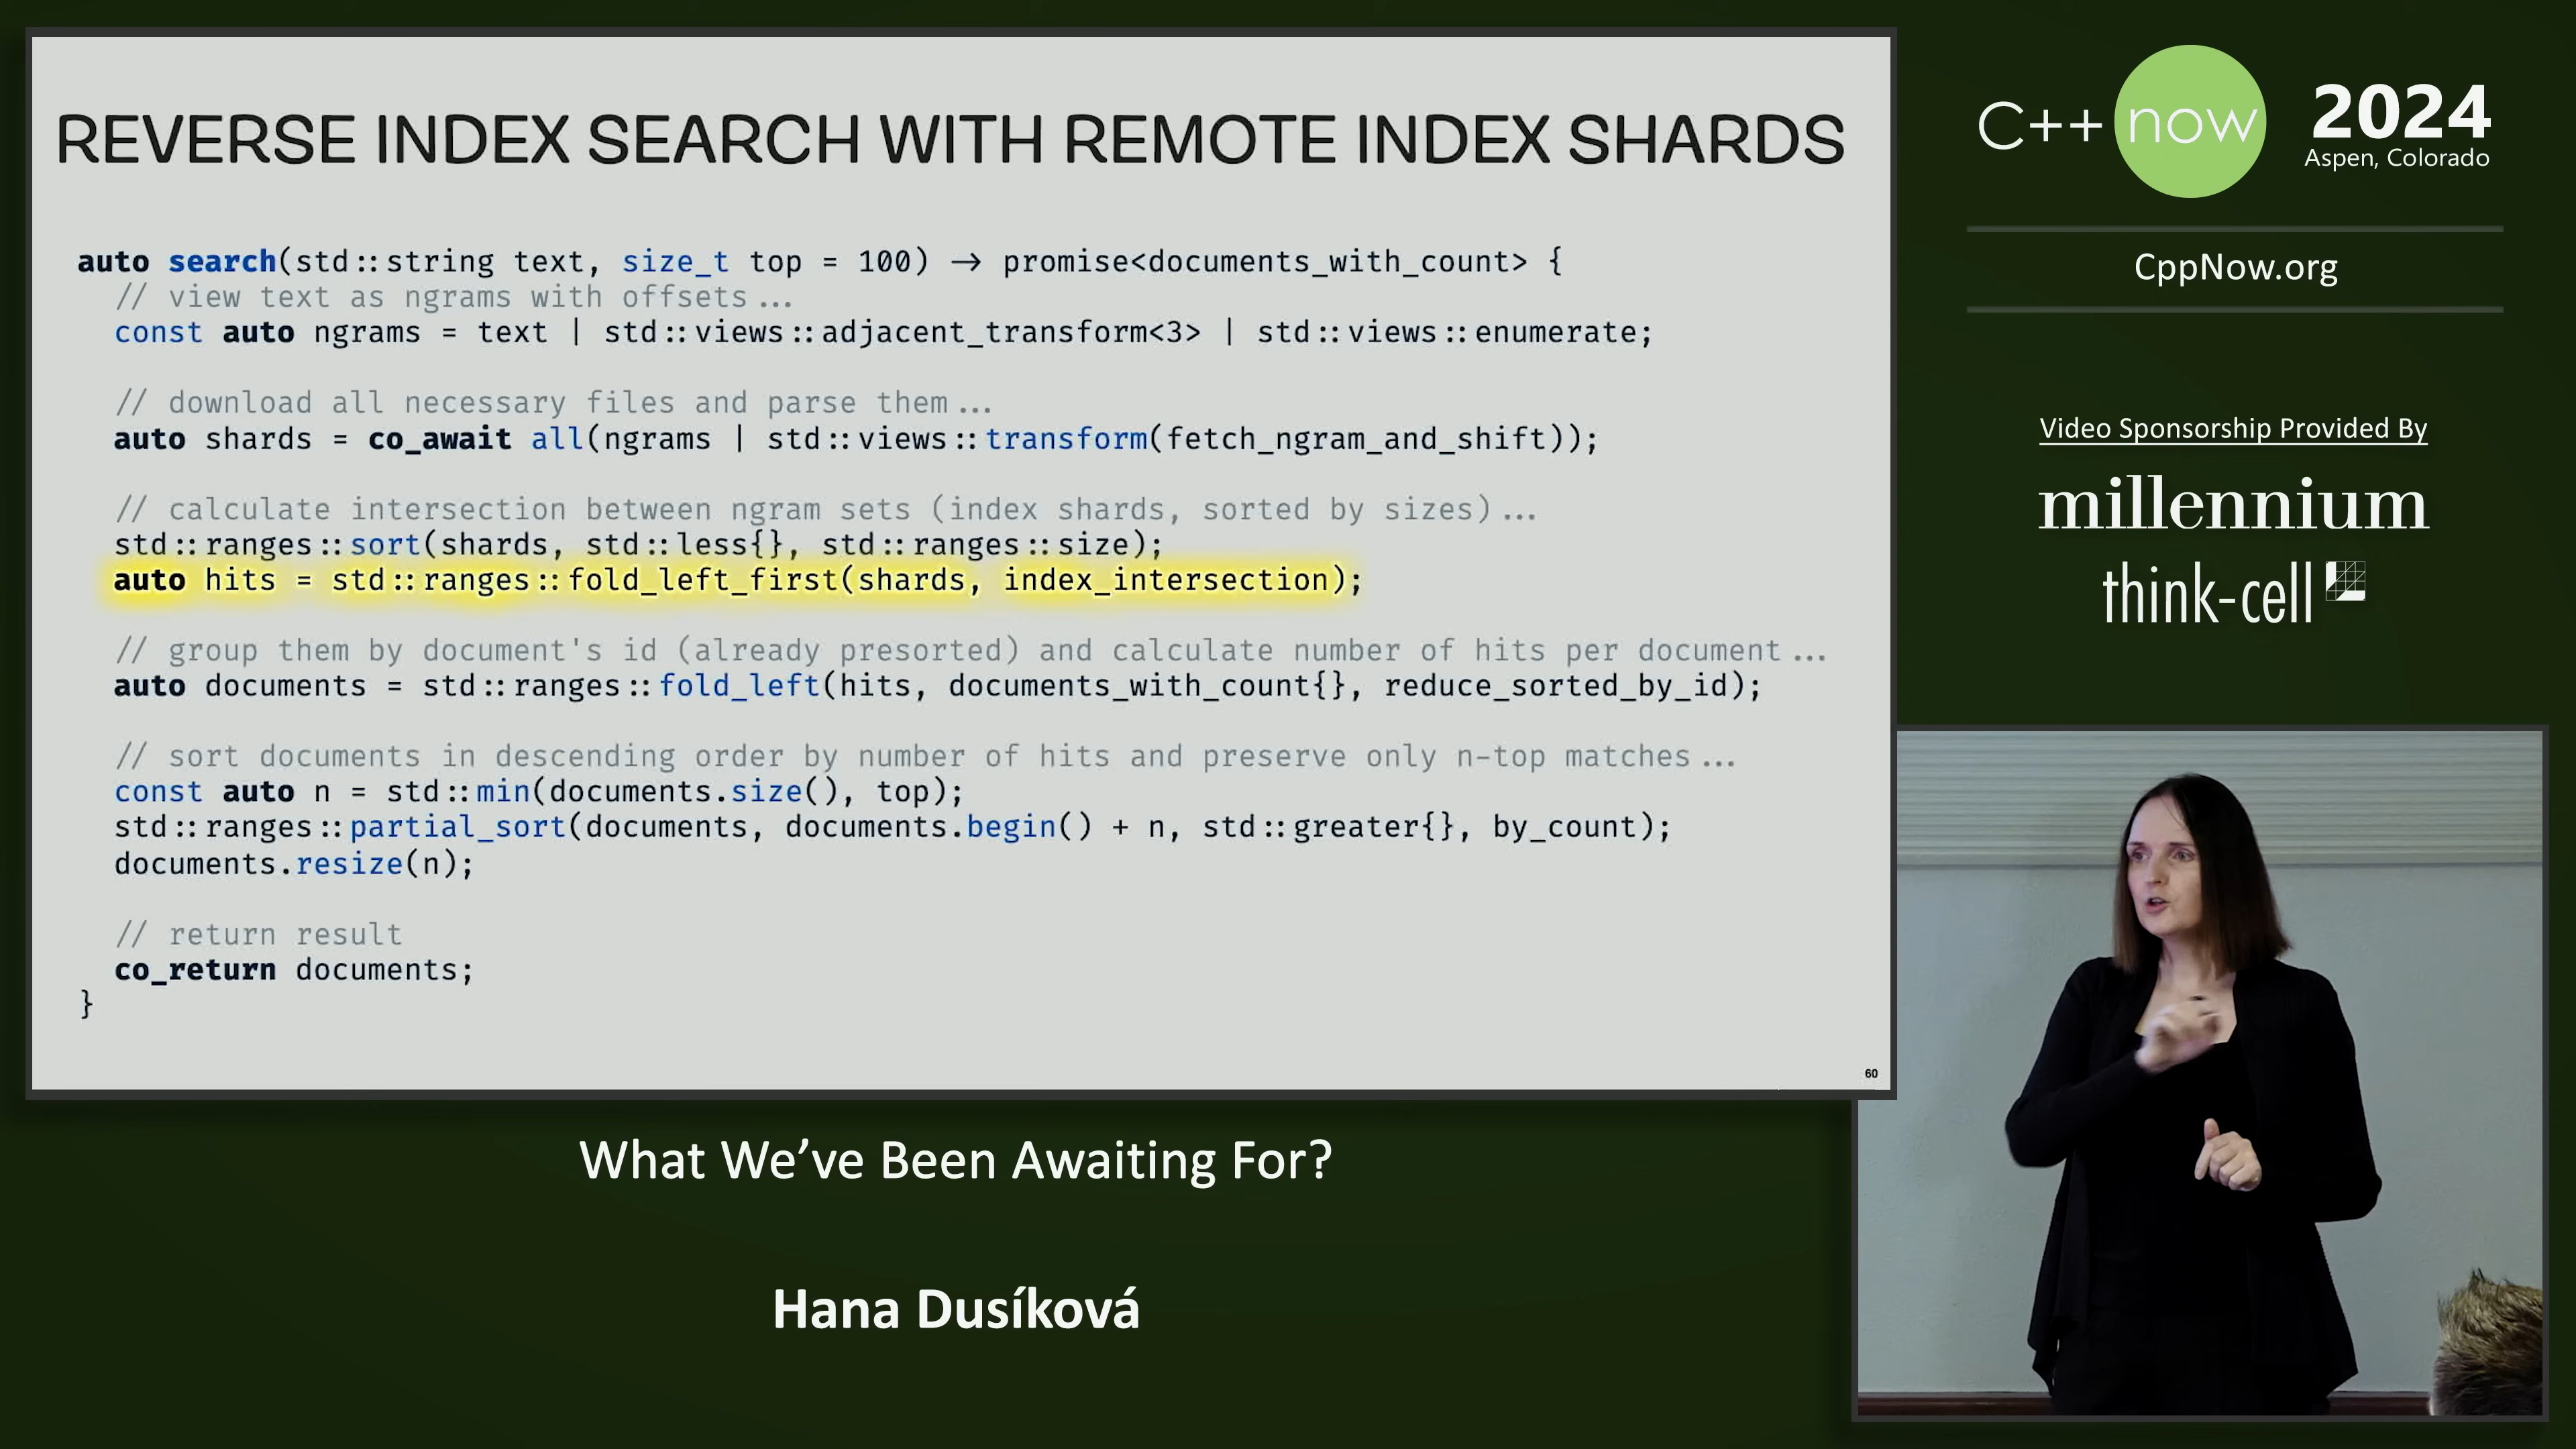 REVERSE INDEX SEARCH WITH REMOTE INDEX SHARDS
auto search(std::string text, size_t top = 100) → promise<documents_with_count> {
// view text as ngrams with offsets...
const auto ngrams = text | std::views::adjacent_transform<3> | std::views::enumerate;
// download all necessary files and parse them...
auto shards = co_await all(ngrams | std::views::transform(fetch_ngram_and_shift));
// calculate intersection between ngram sets (index shards, sorted by sizes)...
std::ranges::sort(shards, std::less{}, std::ranges::size);
auto hits = std::ranges::fold_left_first(shards, index_intersection);
// group them by document's id (already presorted) and calculate number of hits per document...
auto documents = std::ranges::fold_left(hits, documents_with_count{}, reduce_sorted_by_id);
// sort documents in descending order by number of hits and preserve only n-top matches...
const auto n = std::min(documents.size(), top);
std::ranges::partial_sort(documents, documents.begin() + n, std::greater{}, by_count);
documents.resize(n);
// return result
co_return documents;
}
60
C++ now 2024
Aspen, Colorado
CppNow.org
Video Sponsorship Provided By
millennium
think-cell
What We’ve Been Awaiting For?
Hana Dusíková